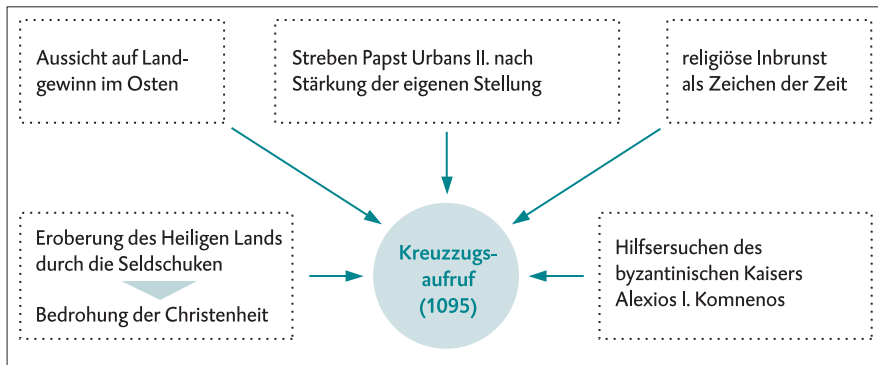 Aussicht auf Land-
gewinn im Osten
Streben Papst Urbans II. nach
Stärkung der eigenen Stellung
religiöse Inbrunst
als Zeichen der Zeit
Eroberung des Heiligen Lands
durch die Seldschuken
Bedrohung der Christenheit
Kreuzzugs-
aufruf
(1095)
Hilfsersuchen des
byzantinischen Kaisers
Alexios I. Komnenos